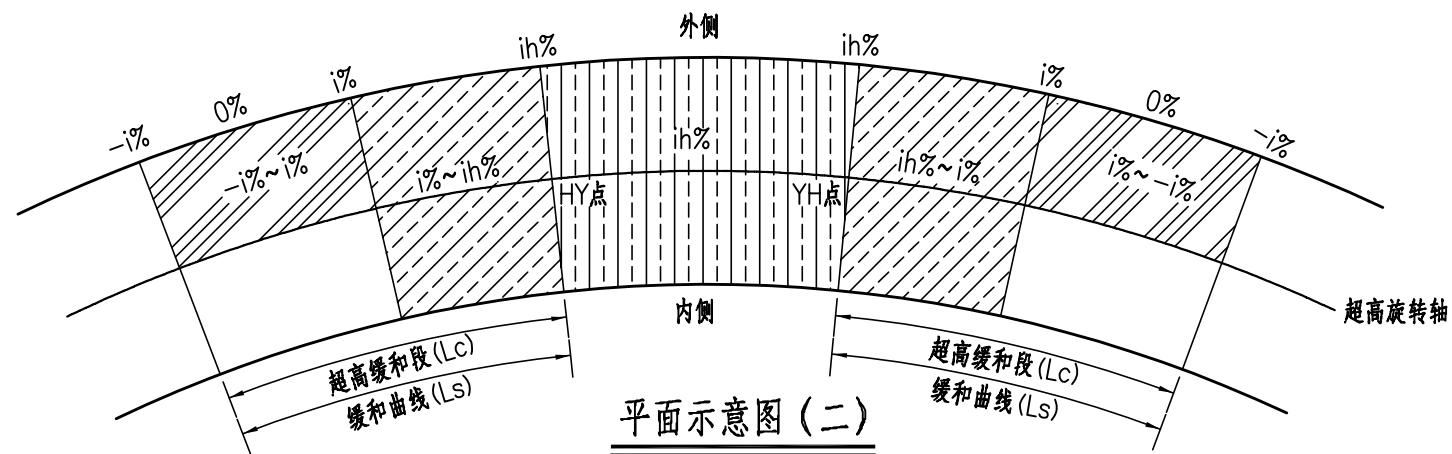 外侧
ih%
ih%
i%
i%
0%
0%
-i%
-i%
ih%
-i%~i%
i%~ih%
ih%~i%
i%~-i%
HY点
YH点
内侧
超高旋转轴
超高缓和段(Lc)
超高缓和段(Lc)
缓和曲线(Ls)
缓和曲线(Ls)
平面示意图(二)